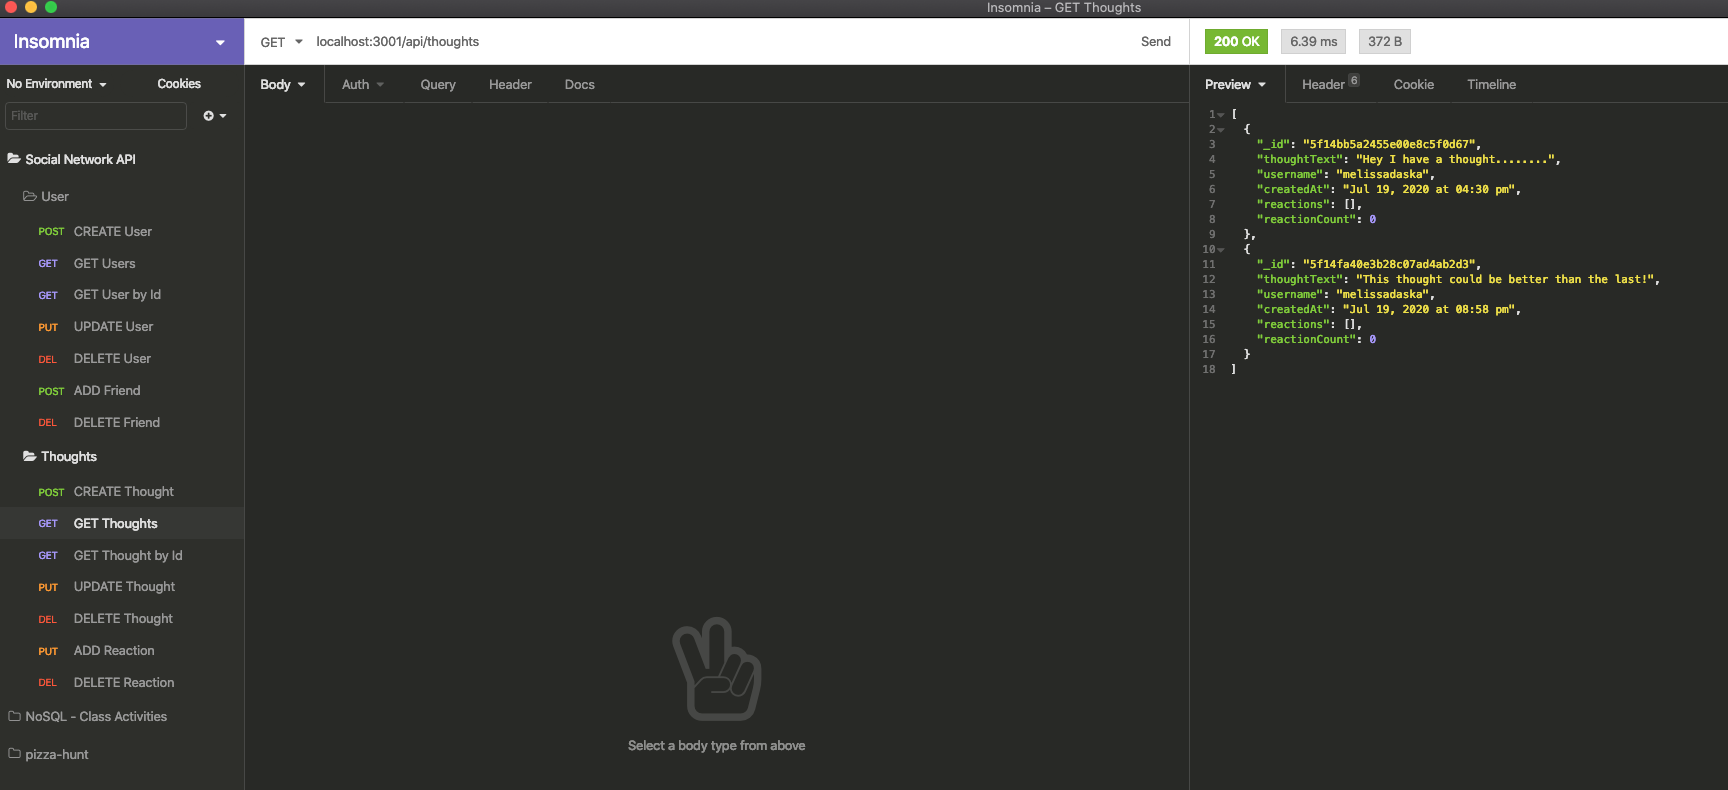 Insomnia – GET Thoughts
Insomnia
GET localhost:3001/api/thoughts Send
200 OK 6.39 ms 372 B
No Environment Cookies
Filter
Social Network API
User
POST CREATE User
GET GET Users
GET GET User by Id
PUT UPDATE User
DEL DELETE User
POST ADD Friend
DEL DELETE Friend
Thoughts
POST CREATE Thought
GET GET Thoughts
GET GET Thought by Id
PUT UPDATE Thought
DEL DELETE Thought
PUT ADD Reaction
DEL DELETE Reaction
NoSQL - Class Activities
pizza-hunt
Body Auth Query Header Docs
Select a body type from above
Preview Header 6 Cookie Timeline
1 [
2 {
3 "_id": "5f14bb5a2455e00e8c5f0d67",
4 "thoughtText": "Hey I have a thought........",
5 "username": "melissadaska",
6 "createdAt": "Jul 19, 2020 at 04:30 pm",
7 "reactions": [],
8 "reactionCount": 0
9 },
10 {
11 "_id": "5f14fa40e3b28c07ad4ab2d3",
12 "thoughtText": "This thought could be better than the last!",
13 "username": "melissadaska",
14 "createdAt": "Jul 19, 2020 at 08:58 pm",
15 "reactions": [],
16 "reactionCount": 0
17 }
18 ]